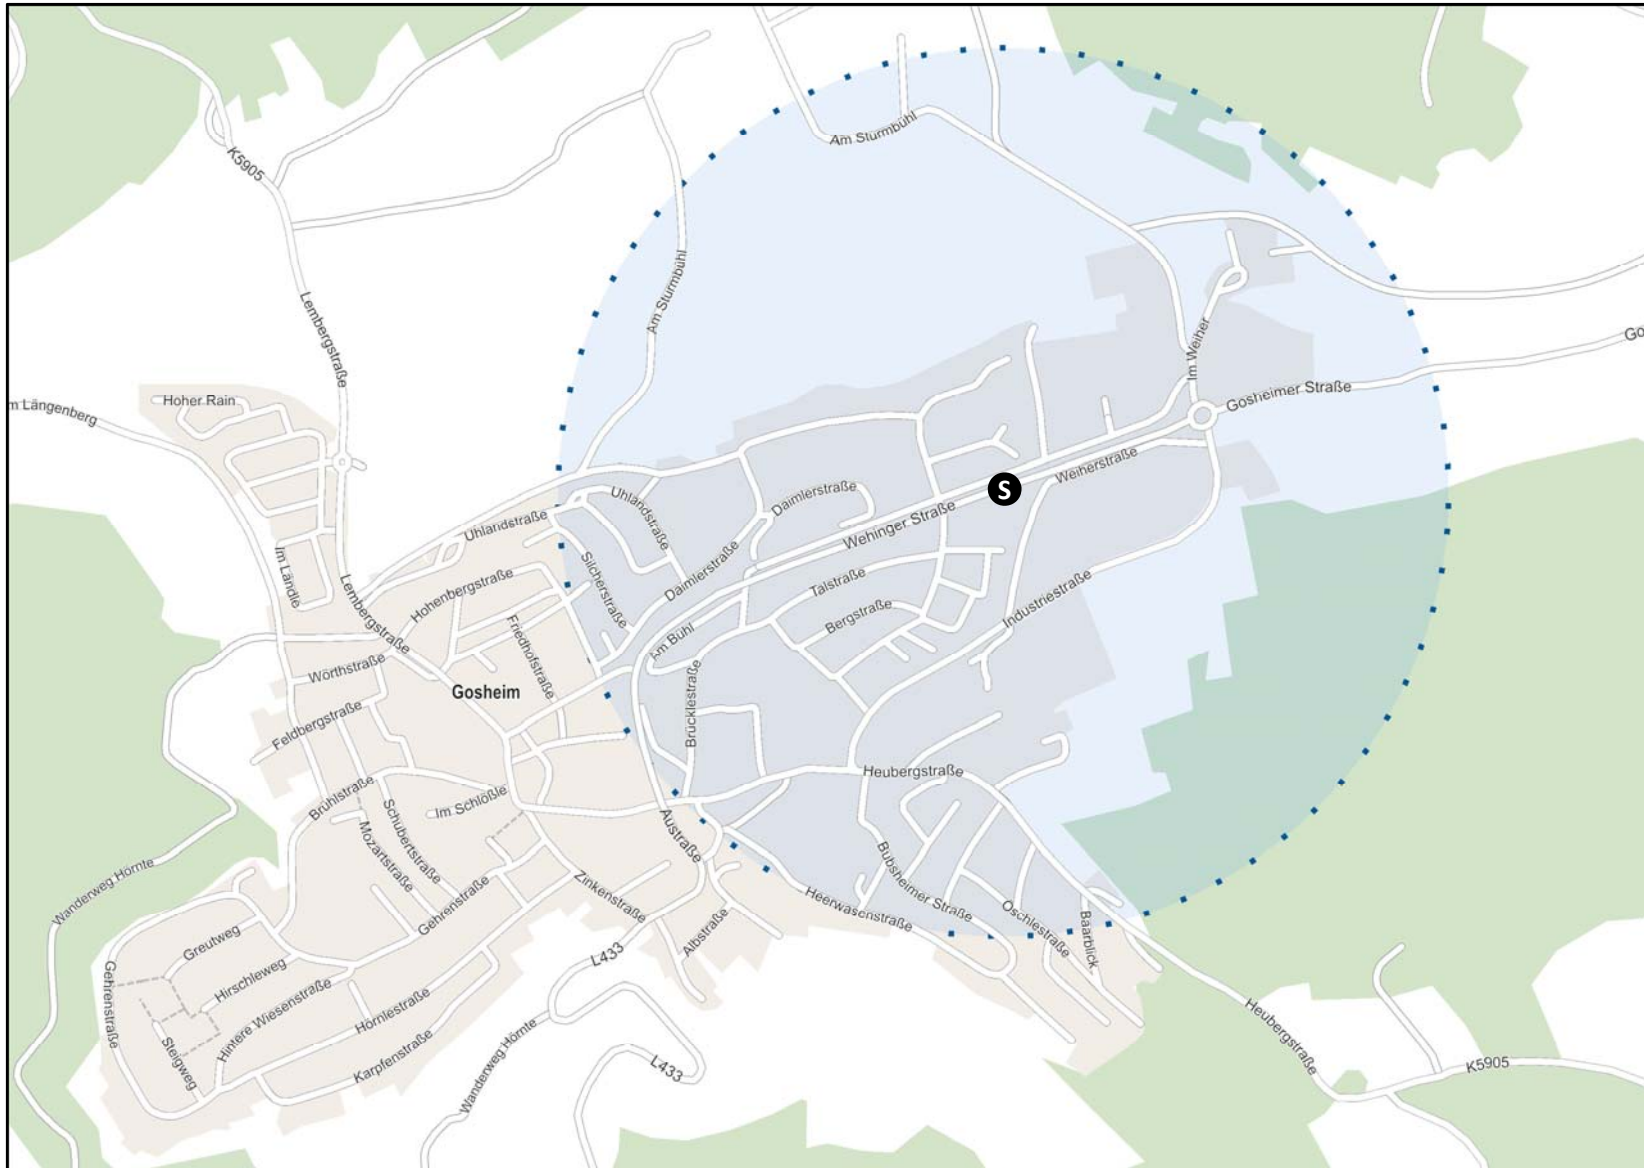 Am Sturmbühl
K5905
Am Sturmbühl
Lembergstraße
Im Weiher
Go
Gosheimer Straße
Hoher Rain
m Längenberg
Weiherstraße
S
Daimlerstraße
Uhlandstraße
Wehinger Straße
Uhlandstraße
Im Ländle
Silcherstraße
Daimlerstraße
Talstraße
Hohenbergstraße
Industriestraße
Lembergstraße
Bergstraße
Friedhofstraße
Am Bühl
Wörthstraße
Gosheim
Brücklestraße
Feldbergstraße
Heubergstraße
Brühlstraße
Im Schlößle
Schubertstraße
Mozartstraße
Austraße
Bubsheimer Straße
Wanderweg Hörnte
Gehrenstraße
Zinkenstraße
Heerwasenstraße
Öschlestraße
Baarblick
Albstraße
Greutweg
L433
Hirschleweg
Gehrenstraße
Hintere Wiesenstraße
Hörnlestraße
Heubergstraße
Steigweg
Karpfenstraße
Wanderweg Hörnte
L433
K5905